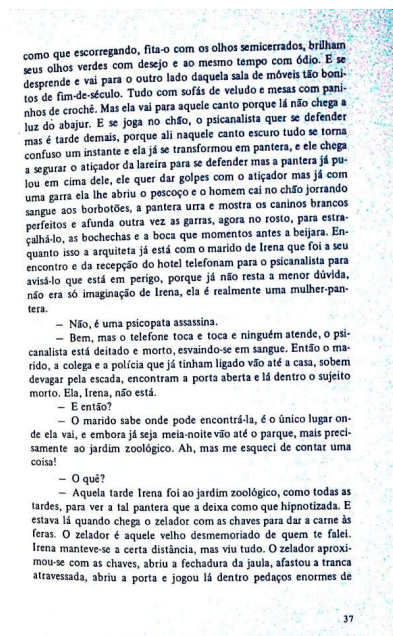 como que escorregando, fita-o com os olhos semicerrados, brilham
seus olhos verdes com desejo e ao mesmo tempo com ódio. E se
desprende e vai para o outro lado daquela sala de móveis tão boni-
tos de fim-de-século. Tudo com sofás de veludo e mesas com pani-
nhos de crochê. Mas ela vai para aquele canto porque lá não chega a
luz do abajur. E se joga no chão, o psicanalista quer se defender
mas é tarde demais, porque ali naquele canto escuro tudo se torna
confuso um instante e ela já se transformou em pantera, e ele chega
a segurar o atiçador da lareira para se defender mas a pantera já pu-
lou em cima dele, ele quer dar golpes com o atiçador mas já com
uma garra ela lhe abriu o pescoço e o homem cai no chão jorrando
sangue aos borbotões, a pantera urra e mostra os caninos brancos
perfeitos e afunda outra vez as garras, agora no rosto, para estra-
çalhá-lo, as bochechas e a boca que momentos antes a beijara. En-
quanto isso a arquiteta já está com o marido de Irena que foi a seu
encontro e da recepção do hotel telefonam para o psicanalista para
avisá-lo que está em perigo, porque já não resta a menor dúvida,
não era só imaginação de Irena, ela é realmente uma mulher-pan-
tera.
— Não, é uma psicopata assassina.
— Bem, mas o telefone toca e toca e ninguém atende, o psi-
canalista está deitado e morto, esvaindo-se em sangue. Então o ma-
rido, a colega e a polícia que já tinham ligado vão até a casa, sobem
devagar pela escada, encontram a porta aberta e lá dentro o sujeito
morto. Ela, Irena, não está.
— E então?
— O marido sabe onde pode encontrá-la, é o único lugar on-
de ela vai, e embora já seja meia-noite vão até o parque, mais preci-
samente ao jardim zoológico. Ah, mas me esqueci de contar uma
coisa!
— O quê?
— Aquela tarde Irena foi ao jardim zoológico, como todas as
tardes, para ver a tal pantera que a deixa como que hipnotizada. E
estava lá quando chega o zelador com as chaves para dar a carne às
feras. O zelador é aquele velho desmemoriado de quem te falei.
Irena manteve-se a certa distância, mas viu tudo. O zelador aproxi-
mou-se com as chaves, abriu a fechadura da jaula, afastou a tranca
atravessada, abriu a porta e jogou lá dentro pedaços enormes de
37